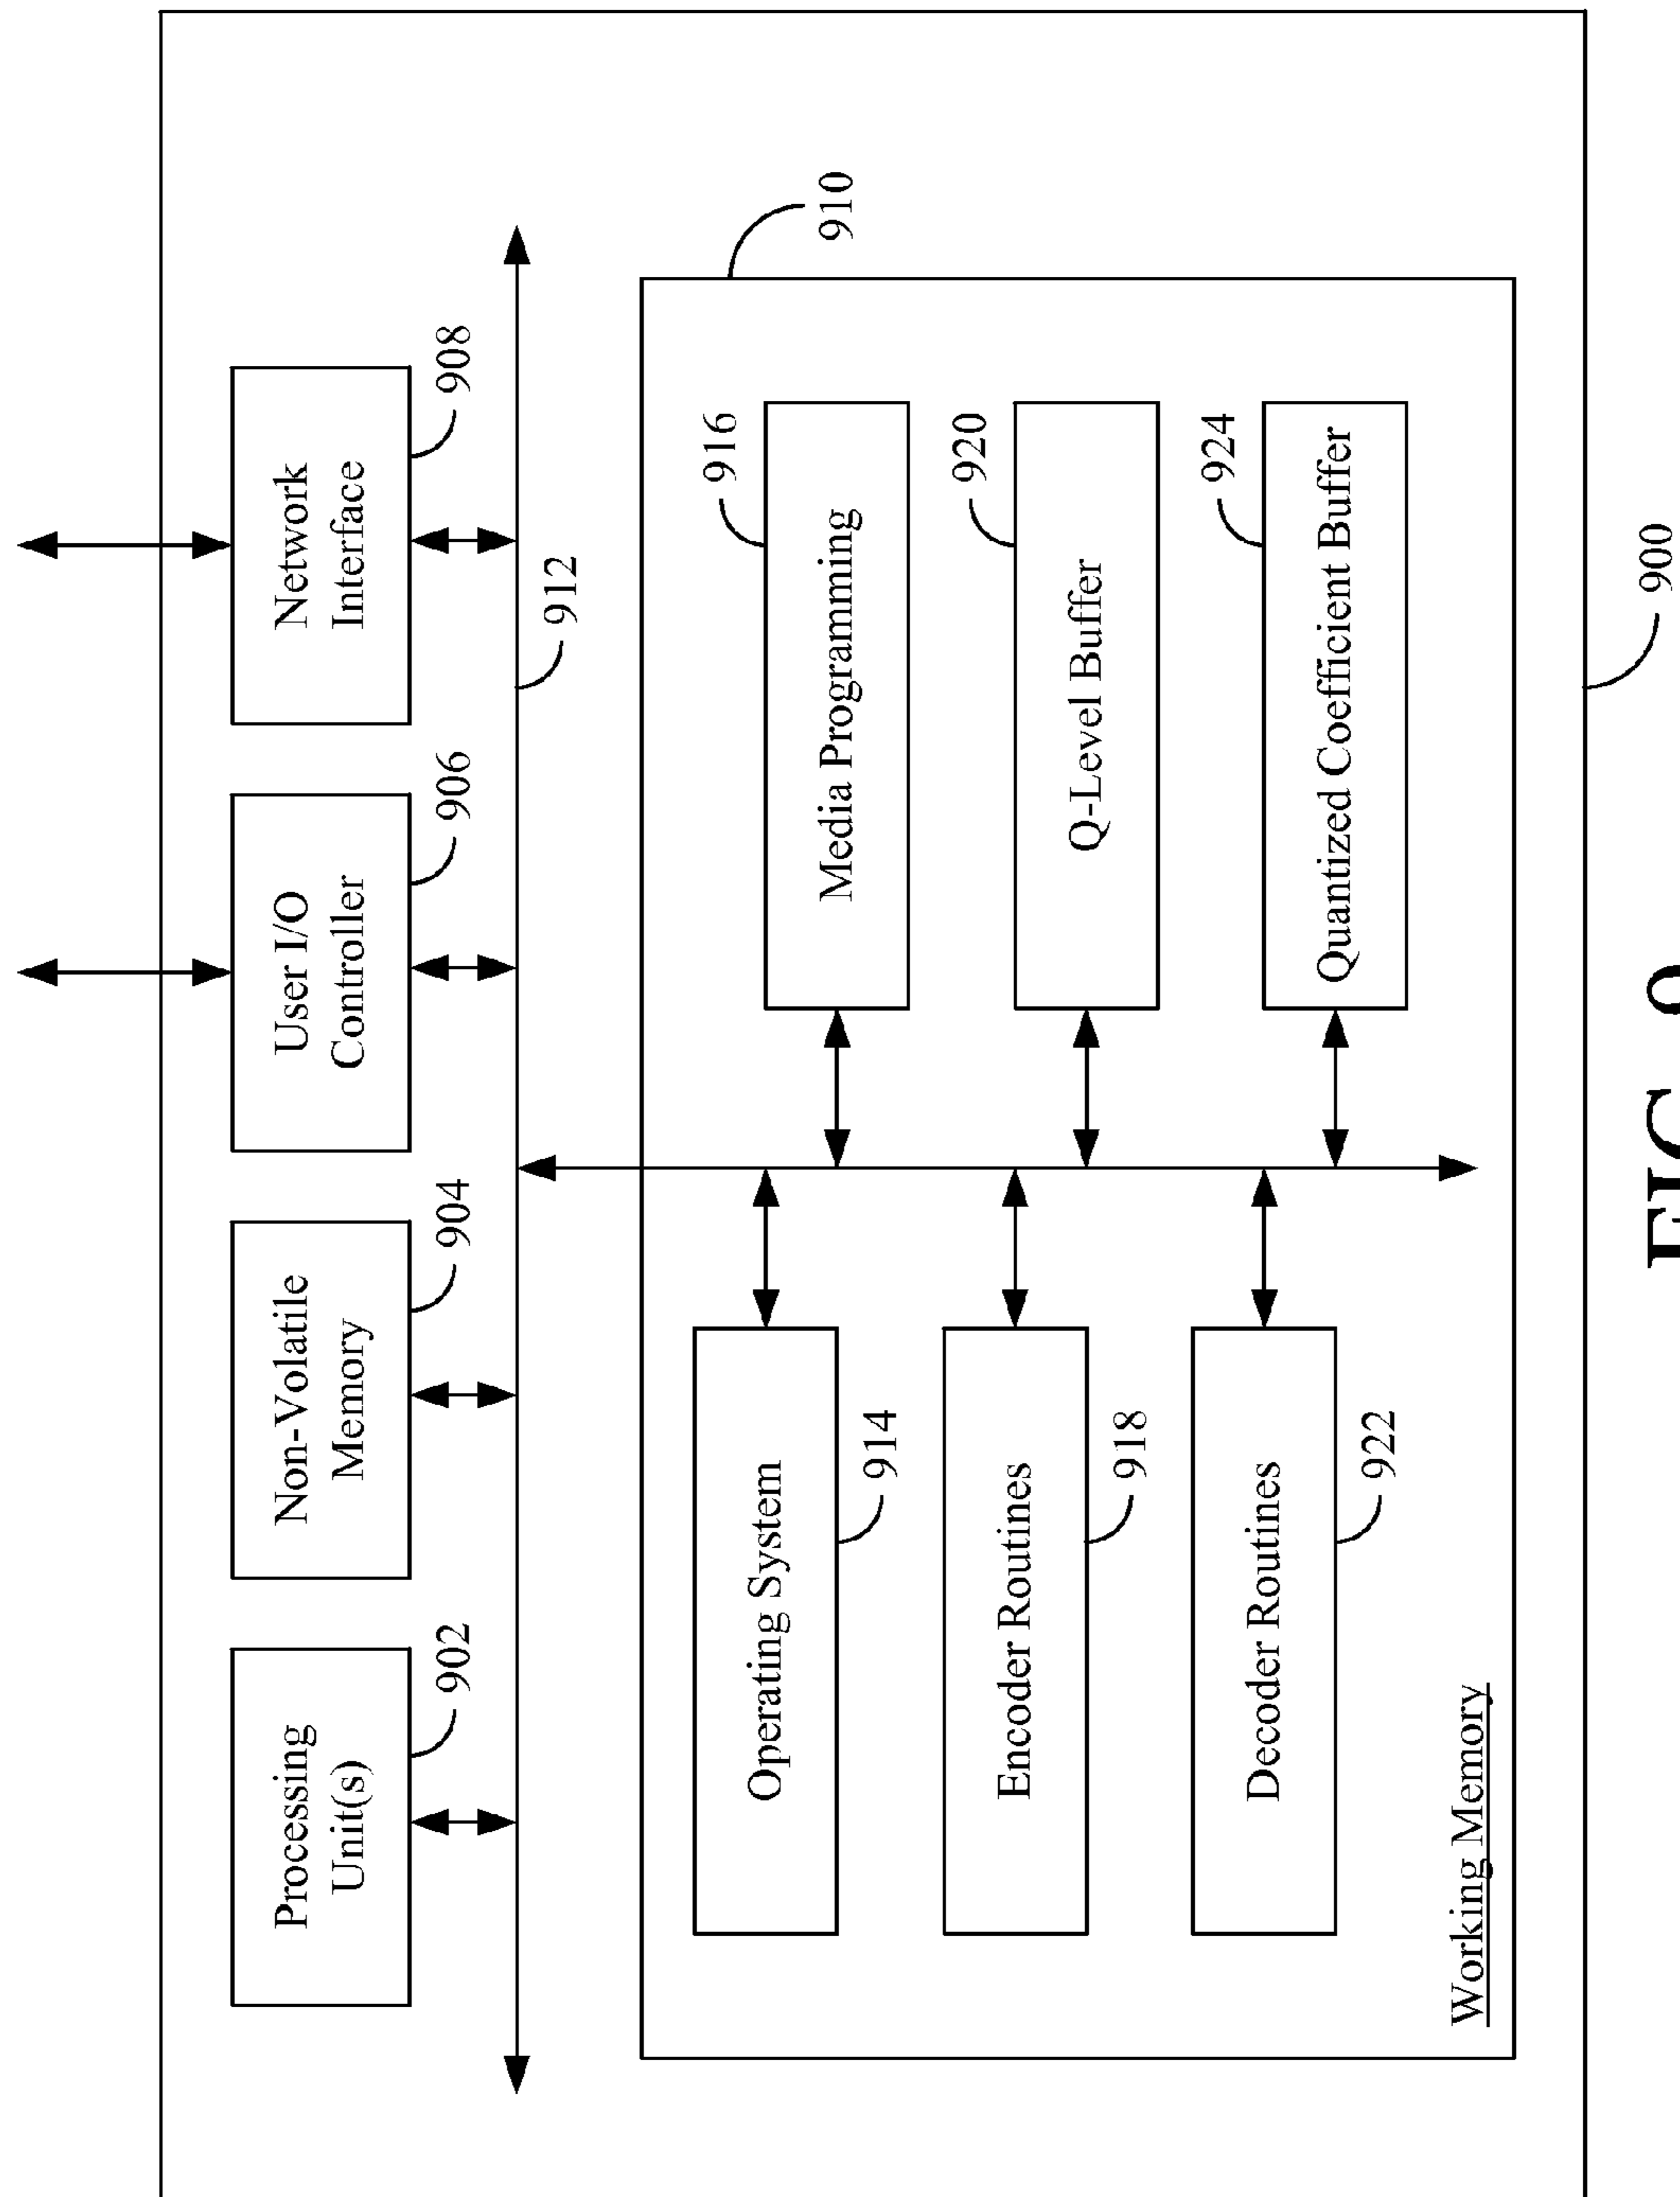 Processing
Unit(s)
902
Non-Volatile
Memory
904
User I/O
Controller
906
Network
Interface
908
912
910
Operating System
914
Media Programming
916
Encoder Routines
918
Q-Level Buffer
920
Decoder Routines
922
Quantized Coefficient Buffer
924
Working Memory
900